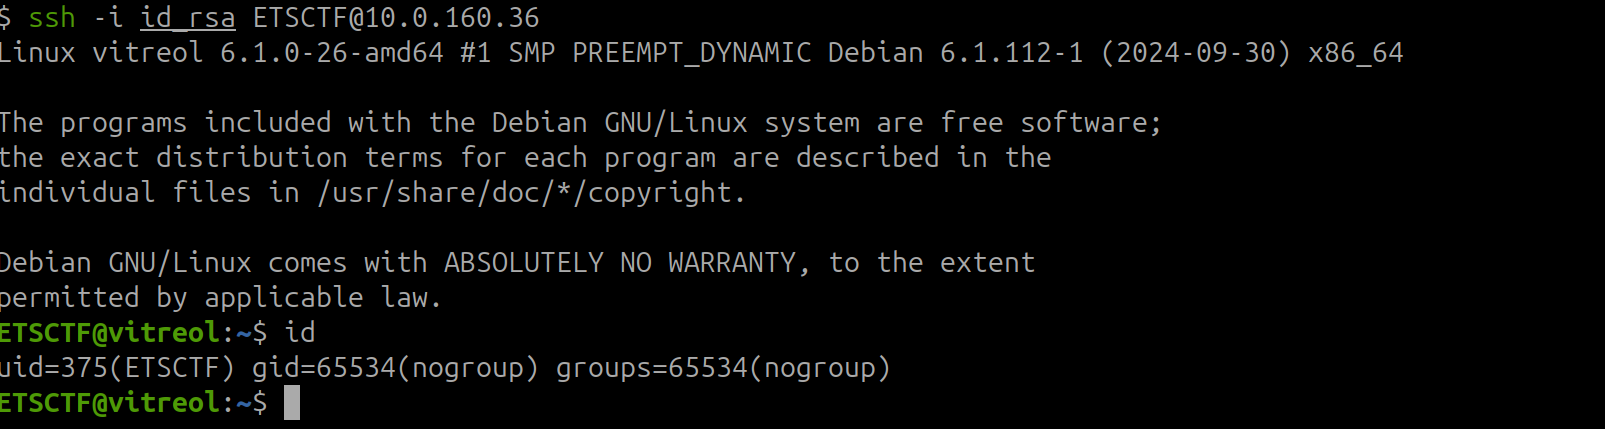 $ ssh -i id_rsa ETSCTF@10.0.160.36
Linux vitreol 6.1.0-26-amd64 #1 SMP PREEMPT_DYNAMIC Debian 6.1.112-1 (2024-09-30) x86_64
The programs included with the Debian GNU/Linux system are free software;
the exact distribution terms for each program are described in the
individual files in /usr/share/doc/*/copyright.
Debian GNU/Linux comes with ABSOLUTELY NO WARRANTY, to the extent
permitted by applicable law.
ETSCTF@vitreol:~$ id
uid=375(ETSCTF) gid=65534(nogroup) groups=65534(nogroup)
ETSCTF@vitreol:~$